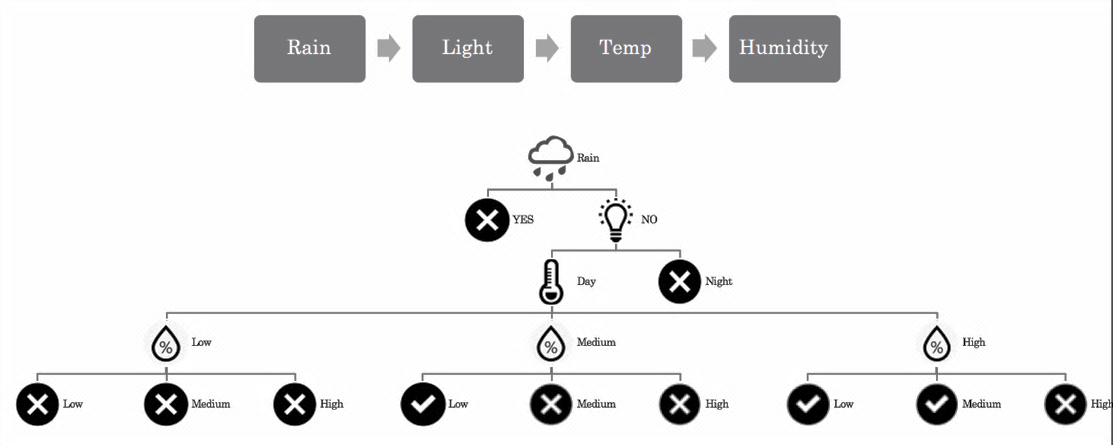 Rain
Light
Temp
Humidity
Rain
YES
NO
Day
Night
% Low
% Medium
% High
Low
Medium
High
Low
Medium
High
Low
Medium
High